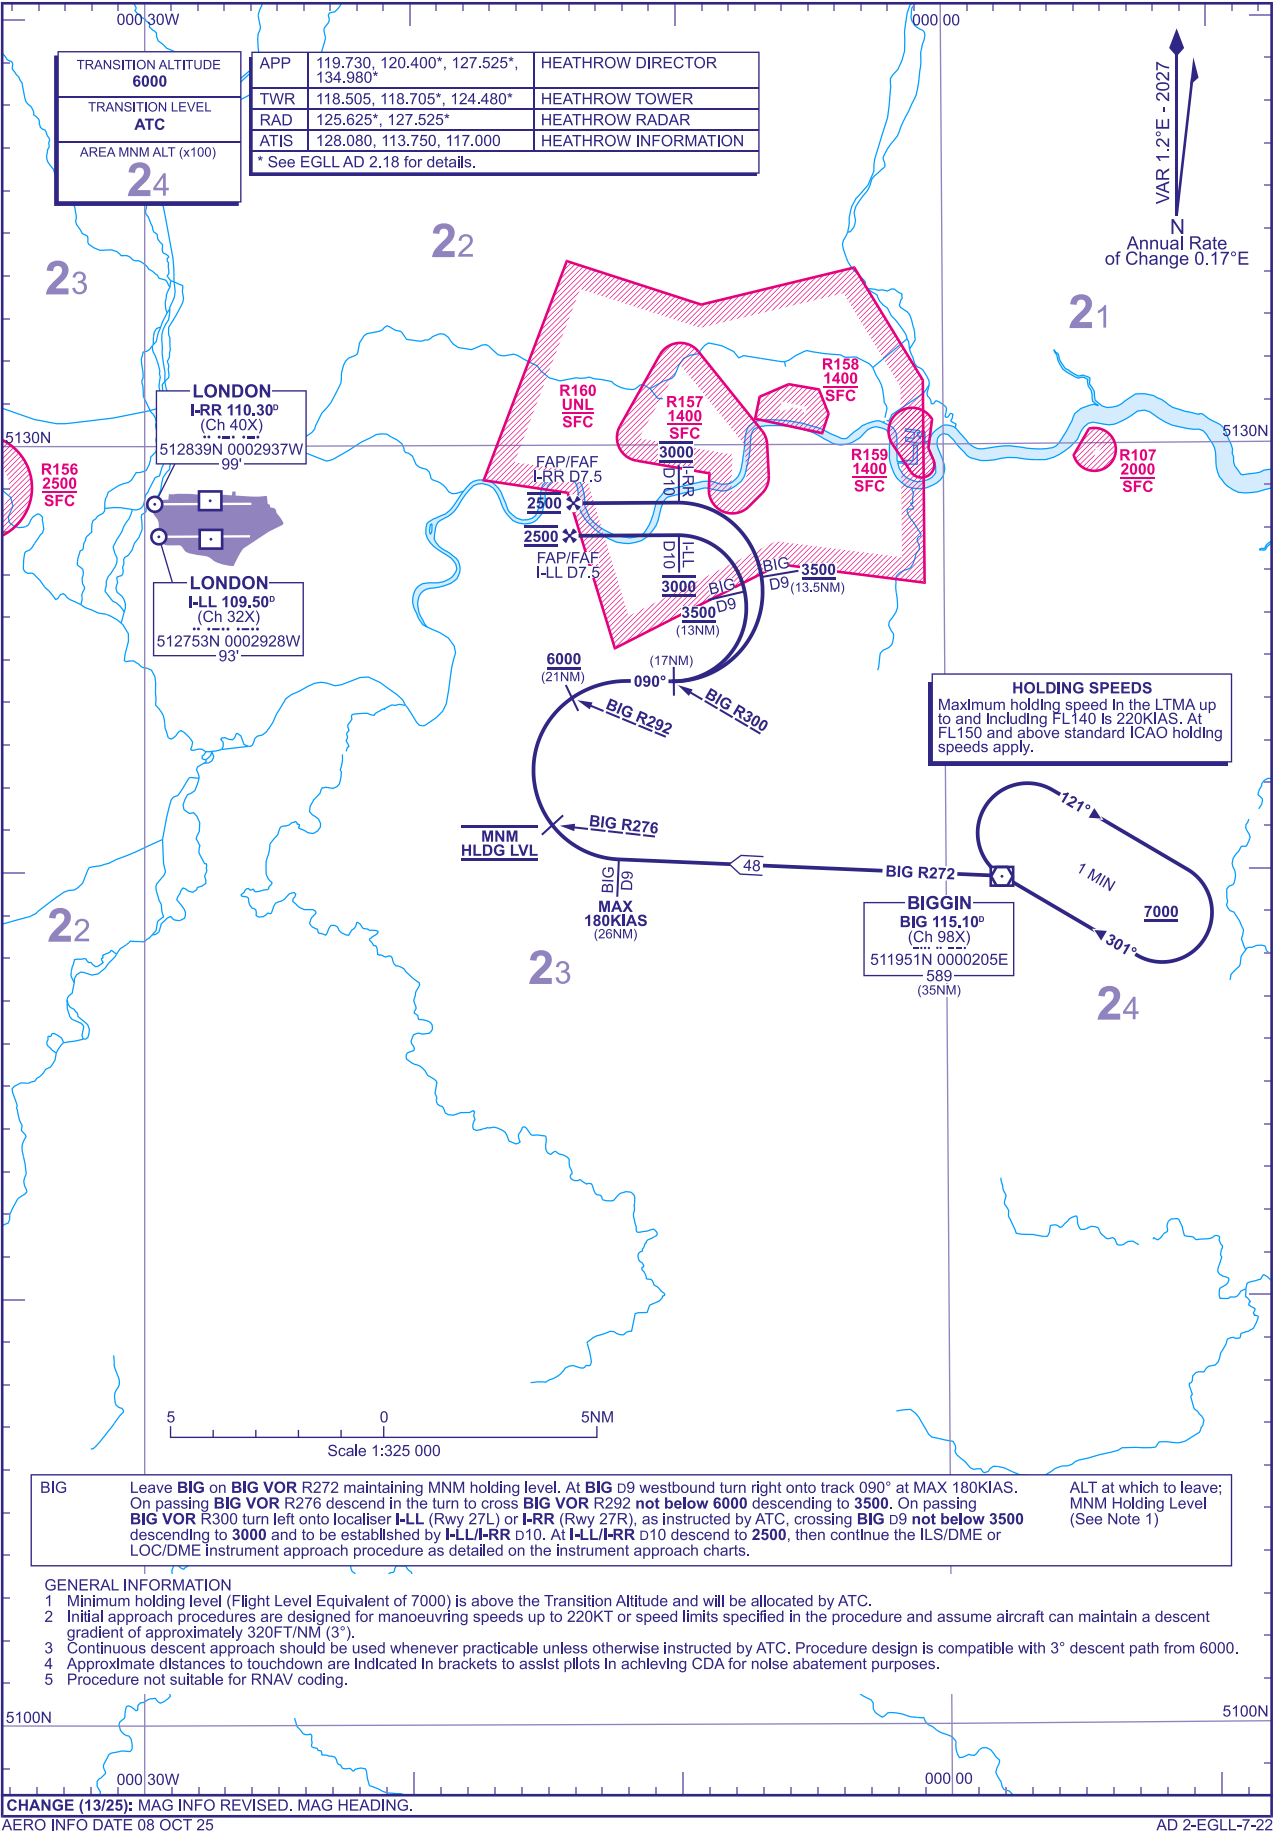 000 30W
000 00
TRANSITION ALTITUDE
6000
TRANSITION LEVEL
ATC
AREA MNM ALT (x100)
24
APP 119.730, 120.400*, 127.525*, 134.980* HEATHROW DIRECTOR
TWR 118.505, 118.705*, 124.480* HEATHROW TOWER
RAD 125.625*, 127.525* HEATHROW RADAR
ATIS 128.080, 113.750, 117.000 HEATHROW INFORMATION
* See EGLL AD 2.18 for details.
VAR 1.2°E - 2027
N
Annual Rate
of Change 0.17°E
22
23
21
LONDON
I-RR 110.30D
(Ch 40X)
512839N 0002937W
99'
5130N
5130N
R156
2500
SFC
R160
UNL
SFC
R157
1400
SFC
R158
1400
SFC
R159
1400
SFC
R107
2000
SFC
3000
I-RR
D10
FAP/FAF
I-RR D7.5
2500
2500
FAP/FAF
I-LL D7.5
I-LL
D10
3000
BIG
D9
3500
(13NM)
BIG
D9
3500
(13.5NM)
LONDON
I-LL 109.50D
(Ch 32X)
512753N 0002928W
93'
6000
(21NM)
(17NM)
090°
BIG R292
BIG R300
HOLDING SPEEDS
Maximum holding speed in the LTMA up
to and including FL140 is 220KIAS. At
FL150 and above standard ICAO holding
speeds apply.
MNM
HLDG LVL
BIG R276
BIG
D9
MAX
180KIAS
(26NM)
48
BIG R272
121°
1 MIN
7000
301°
BIGGIN
BIG 115.10D
(Ch 98X)
511951N 0000205E
589
(35NM)
22
23
24
5 0 5NM
Scale 1:325 000
BIG Leave BIG on BIG VOR R272 maintaining MNM holding level. At BIG D9 westbound turn right onto track 090° at MAX 180KIAS.
On passing BIG VOR R276 descend in the turn to cross BIG VOR R292 not below 6000 descending to 3500. On passing
BIG VOR R300 turn left onto localiser I-LL (Rwy 27L) or I-RR (Rwy 27R), as instructed by ATC, crossing BIG D9 not below 3500
descending to 3000 and to be established by I-LL/I-RR D10. At I-LL/I-RR D10 descend to 2500, then continue the ILS/DME or
LOC/DME instrument approach procedure as detailed on the instrument approach charts.
ALT at which to leave;
MNM Holding Level
(See Note 1)
GENERAL INFORMATION
1 Minimum holding level (Flight Level Equivalent of 7000) is above the Transition Altitude and will be allocated by ATC.
2 Initial approach procedures are designed for manoeuvring speeds up to 220KT or speed limits specified in the procedure and assume aircraft can maintain a descent
gradient of approximately 320FT/NM (3°).
3 Continuous descent approach should be used whenever practicable unless otherwise instructed by ATC. Procedure design is compatible with 3° descent path from 6000.
4 Approximate distances to touchdown are indicated in brackets to assist pilots in achieving CDA for noise abatement purposes.
5 Procedure not suitable for RNAV coding.
5100N
5100N
000 30W
000 00
CHANGE (13/25): MAG INFO REVISED. MAG HEADING.
AERO INFO DATE 08 OCT 25
AD 2-EGLL-7-22